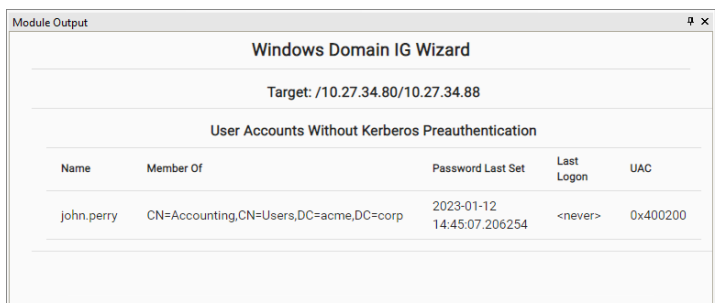 Module Output
Windows Domain IG Wizard
Target: /10.27.34.80/10.27.34.88
User Accounts Without Kerberos Preauthentication
Name Member Of Password Last Set Last Logon UAC
john.perry CN=Accounting,CN=Users,DC=acme,DC=corp 2023-01-12 14:45:07.206254 <never> 0x400200